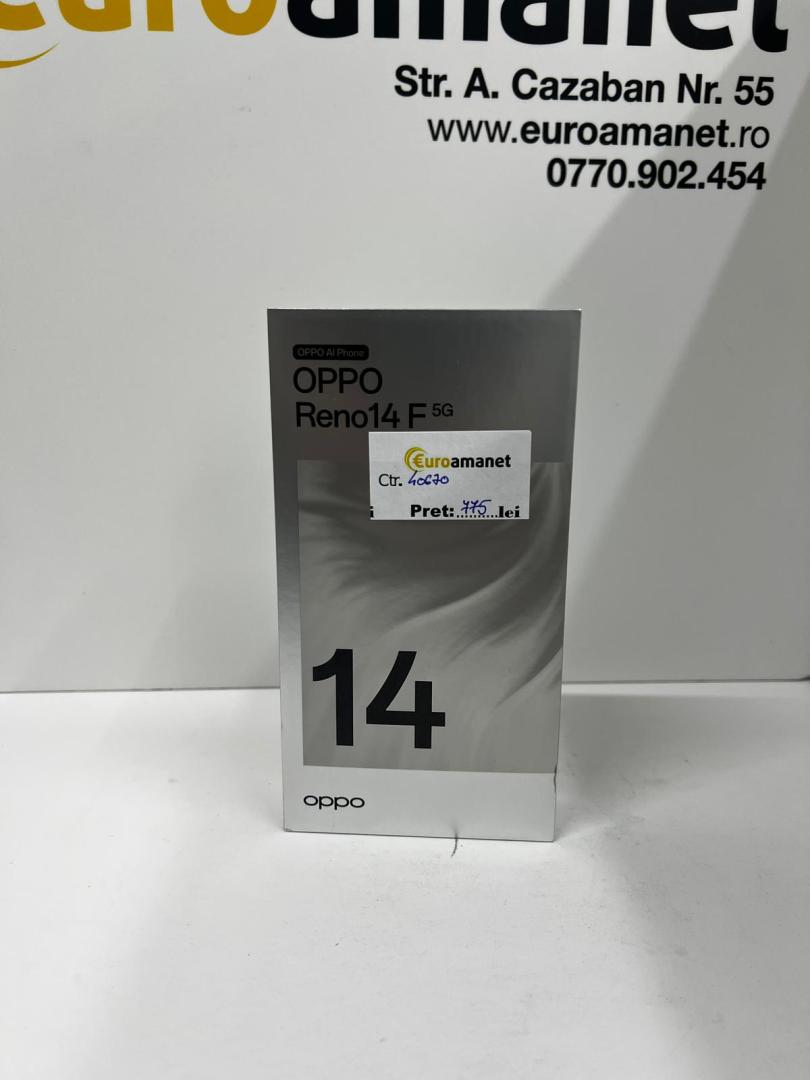 euroamanet
Str. A. Cazaban Nr. 55
www.euroamanet.ro
0770.902.454
OPPO AI Phone
OPPO
Reno14 F 5G
€uroamanet
Ctr. 40670
i Pret:.775.lei
14
oppo